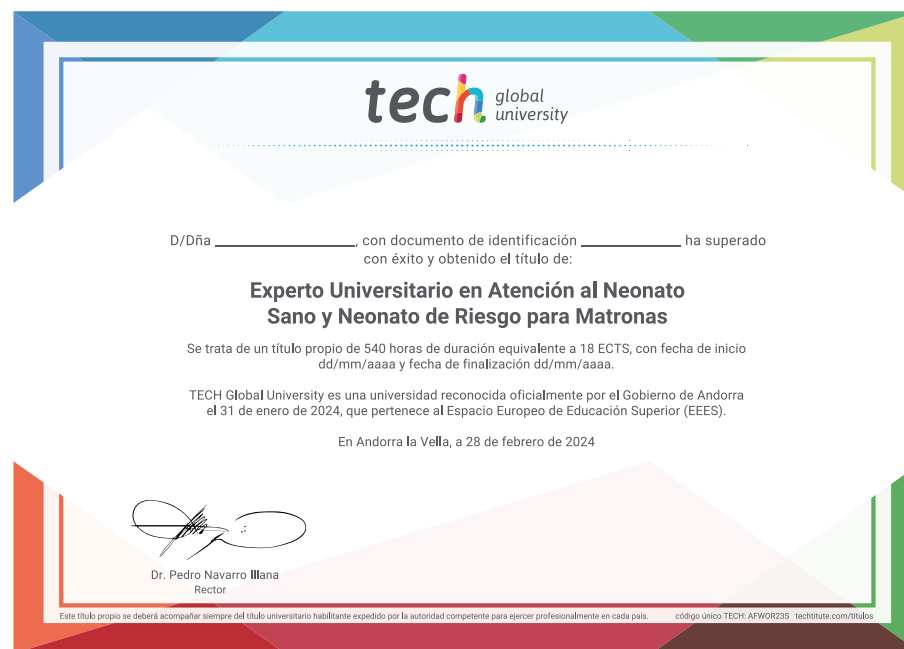 tech global university
D/Dña ______________, con documento de identificación __________ ha superado
con éxito y obtenido el título de:
Experto Universitario en Atención al Neonato
Sano y Neonato de Riesgo para Matronas
Se trata de un título propio de 540 horas de duración equivalente a 18 ECTS, con fecha de inicio
dd/mm/aaaa y fecha de finalización dd/mm/aaaa.
TECH Global University es una universidad reconocida oficialmente por el Gobierno de Andorra
el 31 de enero de 2024, que pertenece al Espacio Europeo de Educación Superior (EEES).
En Andorra la Vella, a 28 de febrero de 2024
Dr. Pedro Navarro Illana
Rector
Este título propio se deberá acompañar siempre del título universitario habilitante expedido por la autoridad competente para ejercer profesionalmente en cada país. código único TECH: AFWOR23S techtitute.com/titulos